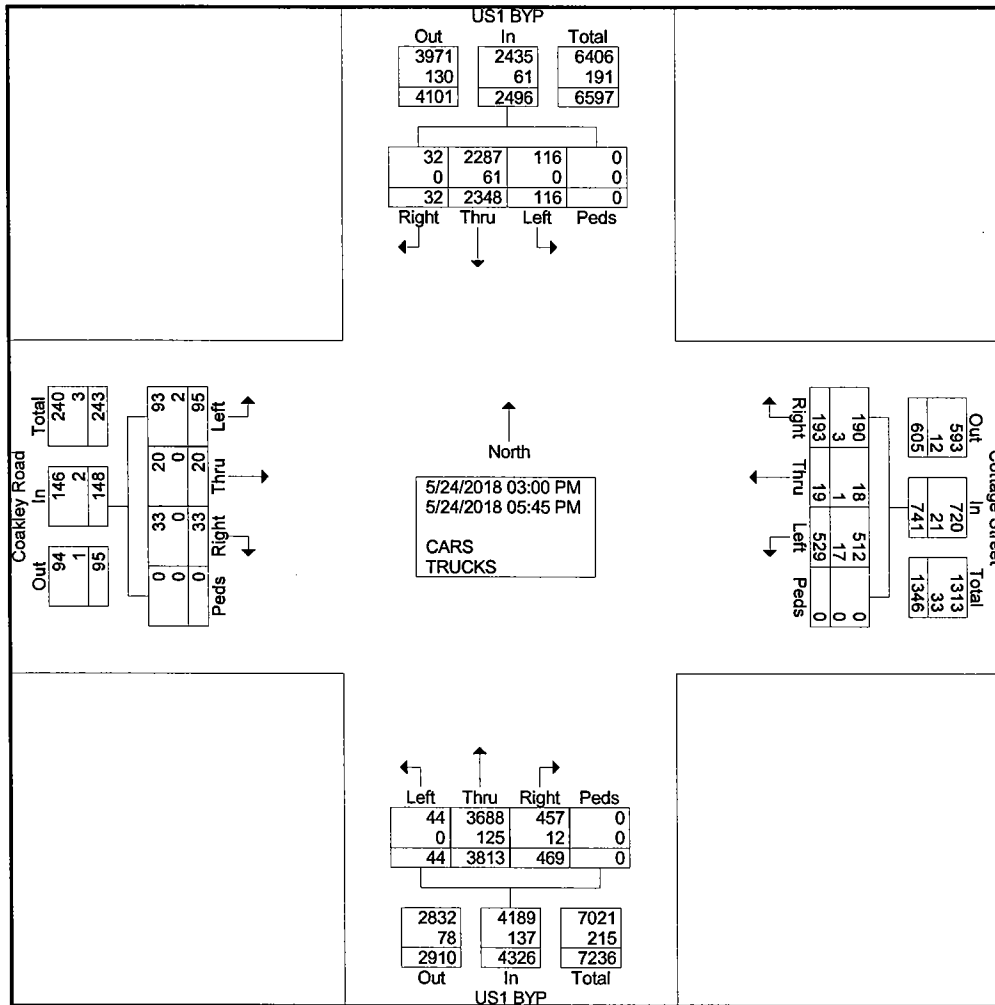 US1 BYP
Out In Total
3971 2435 6406
130 61 191
4101 2496 6597
32 2287 116 0
0 61 0 0
32 2348 116 0
Right Thru Left Peds
Coakley Road
Total In Out
240 146 94
3 2 1
243 148 95
93 20 33 0
2 0 0 0
95 20 33 0
Left Thru Right Peds
North
5/24/2018 03:00 PM
5/24/2018 05:45 PM
CARS
TRUCKS
Right Thru Left Peds
190 18 512 0
3 1 17 0
193 19 529 0
Cottage Street
Out In Total
593 720 1313
12 21 33
605 741 1346
Left Thru Right Peds
44 3688 457 0
0 125 12 0
44 3813 469 0
2832 4189 7021
78 137 215
2910 4326 7236
Out In Total
US1 BYP